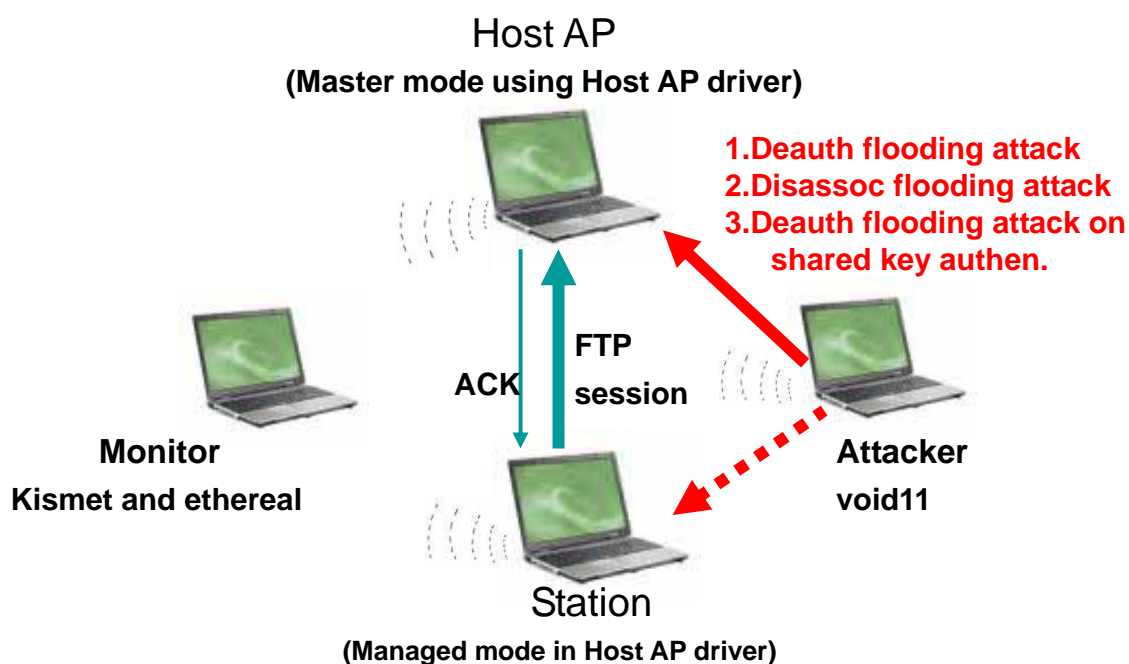 Host AP
(Master mode using Host AP driver)
1.Deauth flooding attack
2.Disassoc flooding attack
3.Deauth flooding attack on
shared key authen.
FTP
session
ACK
Monitor
Kismet and ethereal
Attacker
void11
Station
(Managed mode in Host AP driver)